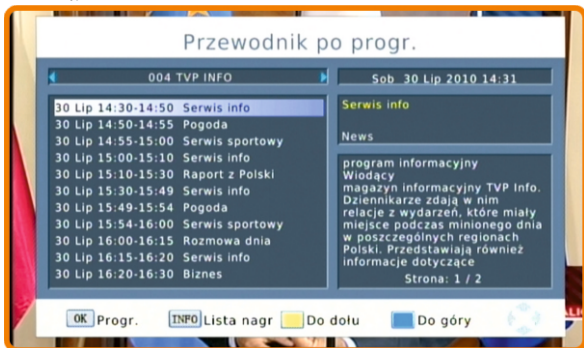 Przewodnik po progr.
004 TVP INFO
Sob 30 Lip 2010 14:31
30 Lip 14:30-14:50 Serwis info
30 Lip 14:50-14:55 Pogoda
30 Lip 14:55-15:00 Serwis sportowy
30 Lip 15:00-15:10 Serwis info
30 Lip 15:10-15:30 Raport z Polski
30 Lip 15:30-15:49 Serwis info
30 Lip 15:49-15:54 Pogoda
30 Lip 15:54-16:00 Serwis sportowy
30 Lip 16:00-16:15 Rozmowa dnia
30 Lip 16:15-16:20 Serwis info
30 Lip 16:20-16:30 Biznes
Serwis info
News
program informacyjny
Wiodący
magazyn informacyjny TVP Info.
Dziennikarze zdają w nim
relacje z wydarzeń, które miały
miejsce podczas minionego dnia
w poszczególnych regionach
Polski. Przedstawiają również
informacje dotyczące
Strona: 1 / 2
OK Progr. INFO Lista nagr Do dołu Do góry